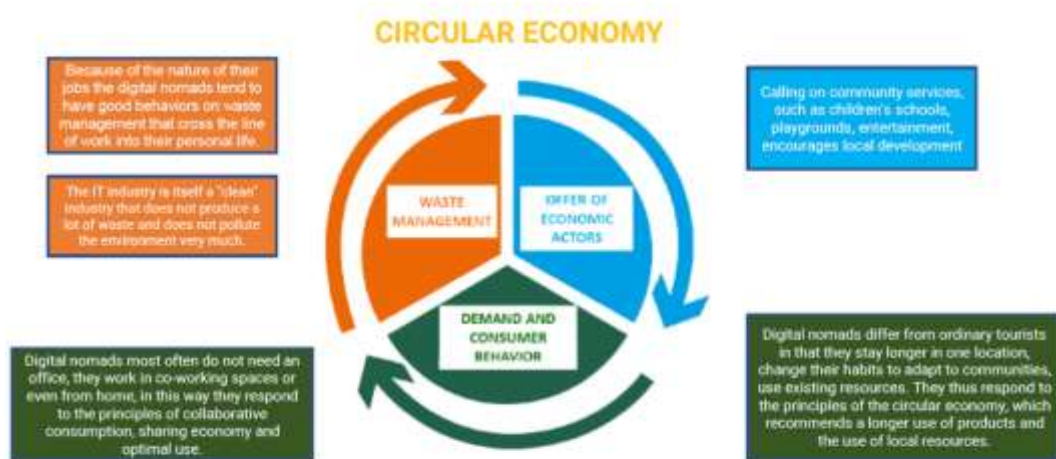 CIRCULAR ECONOMY
Because of the nature of their
jobs the digital nomads tend to
have good behaviors on waste
management that cross the line
of work into their personal life.
The IT industry is itself a "clean"
industry that does not produce a
lot of waste and does not pollute
the environment very much.
WASTE
MANAGEMENT
OFFER OF
ECONOMIC
ACTORS
Calling on community services,
such as children's schools,
playgrounds, entertainment,
encourages local development
DEMAND AND
CONSUMER
BEHAVIOR
Digital nomads most often do not need an
office, they work in co-working spaces or
even from home, in this way they respond
to the principles of collaborative
consumption, sharing economy and
optimal use.
Digital nomads differ from ordinary tourists
in that they stay longer in one location,
change their habits to adapt to communities,
use existing resources. They thus respond to
the principles of the circular economy, which
recommends a longer use of products and
the use of local resources.